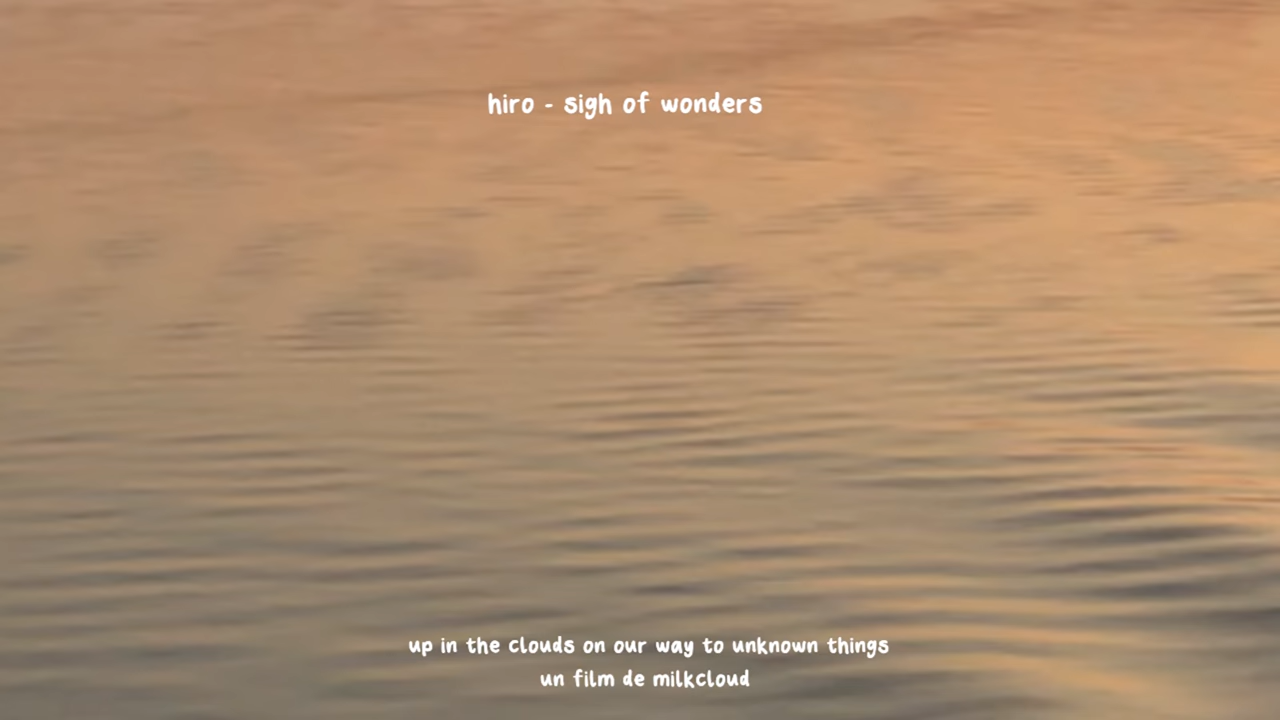 hiro - sigh of wonders
up in the clouds on our way to unknown things
un film de milkcloud